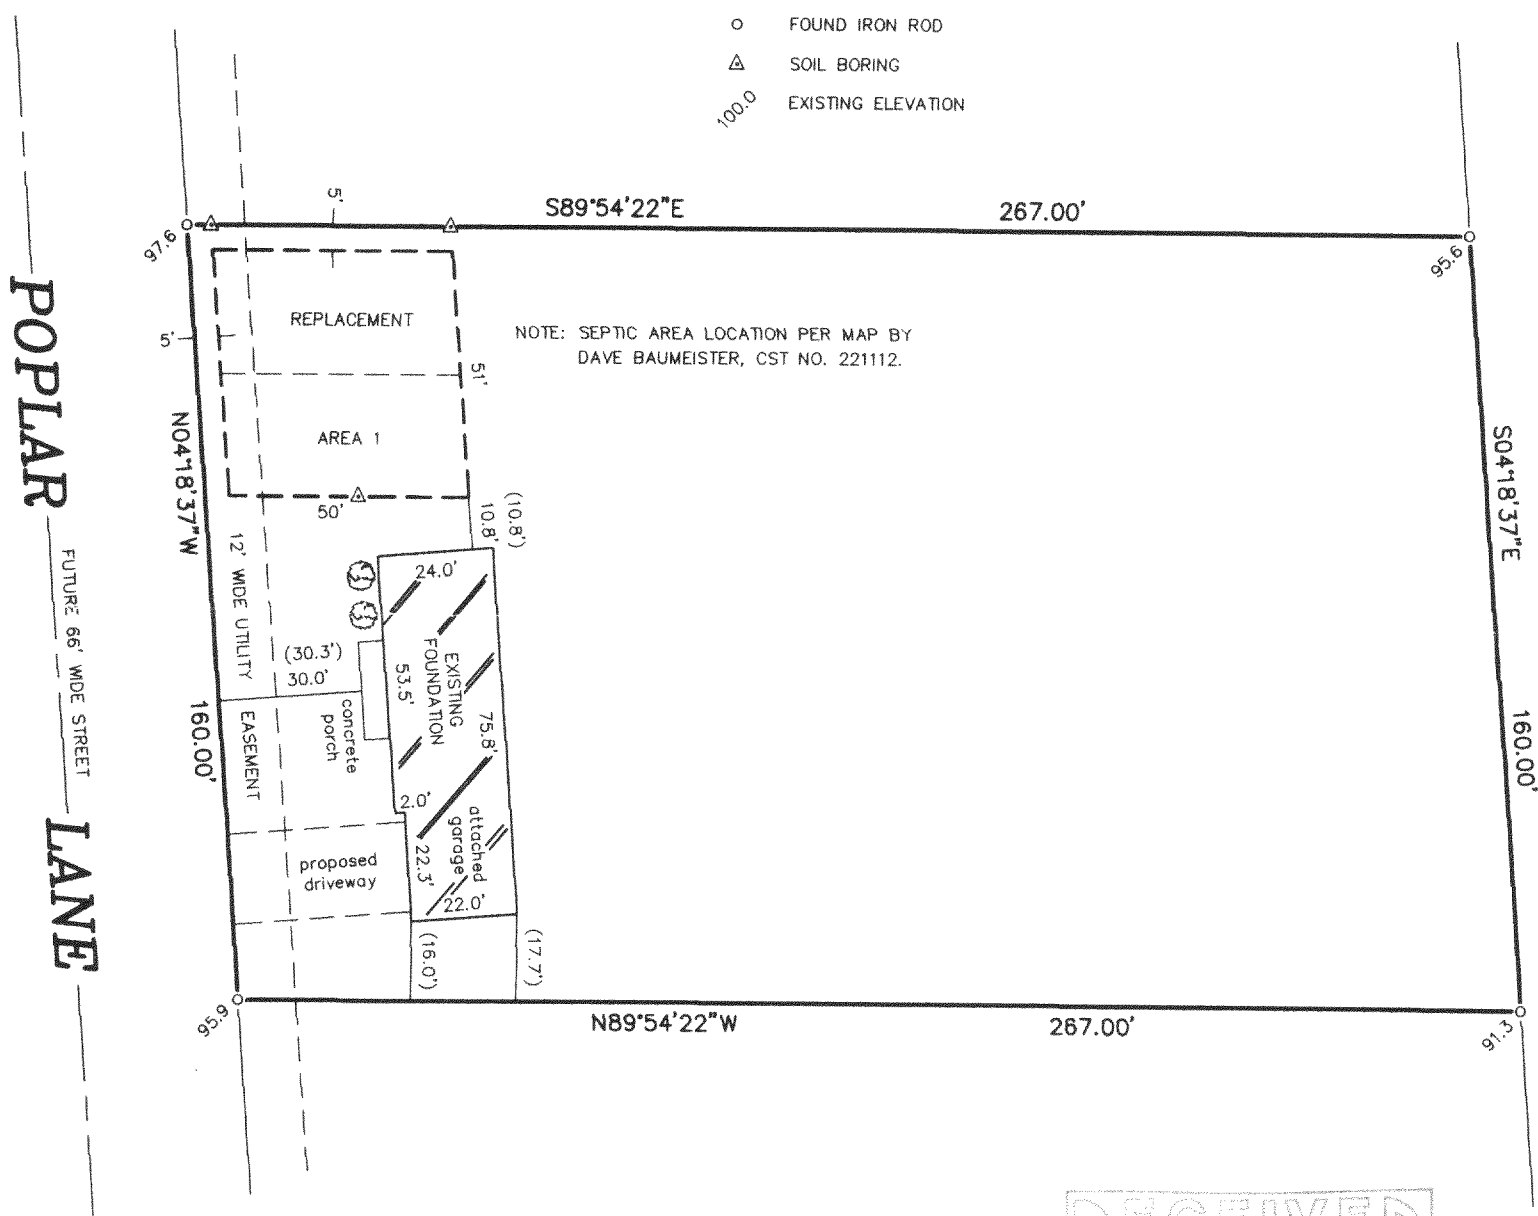 FOUND IRON ROD
SOIL BORING
100.0 EXISTING ELEVATION
S89°54'22"E 267.00'
97.6
95.6
5'
5'
REPLACEMENT
51'
AREA 1
50'
NOTE: SEPTIC AREA LOCATION PER MAP BY
DAVE BAUMEISTER, CST NO. 221112.
N04°18'37"W
160.00'
S04°18'37"E
160.00'
POPLAR LANE
FUTURE 66' WIDE STREET
12' WIDE UTILITY EASEMENT
(10.8')
10.8'
24.0'
EXISTING
FOUNDATION
53.5'
75.8'
(30.3')
30.0'
concrete
porch
2.0'
attached
garage
22.3'
22.0'
proposed
driveway
(16.0')
(17.7')
95.9
N89°54'22"W 267.00'
91.3
RECEIVED